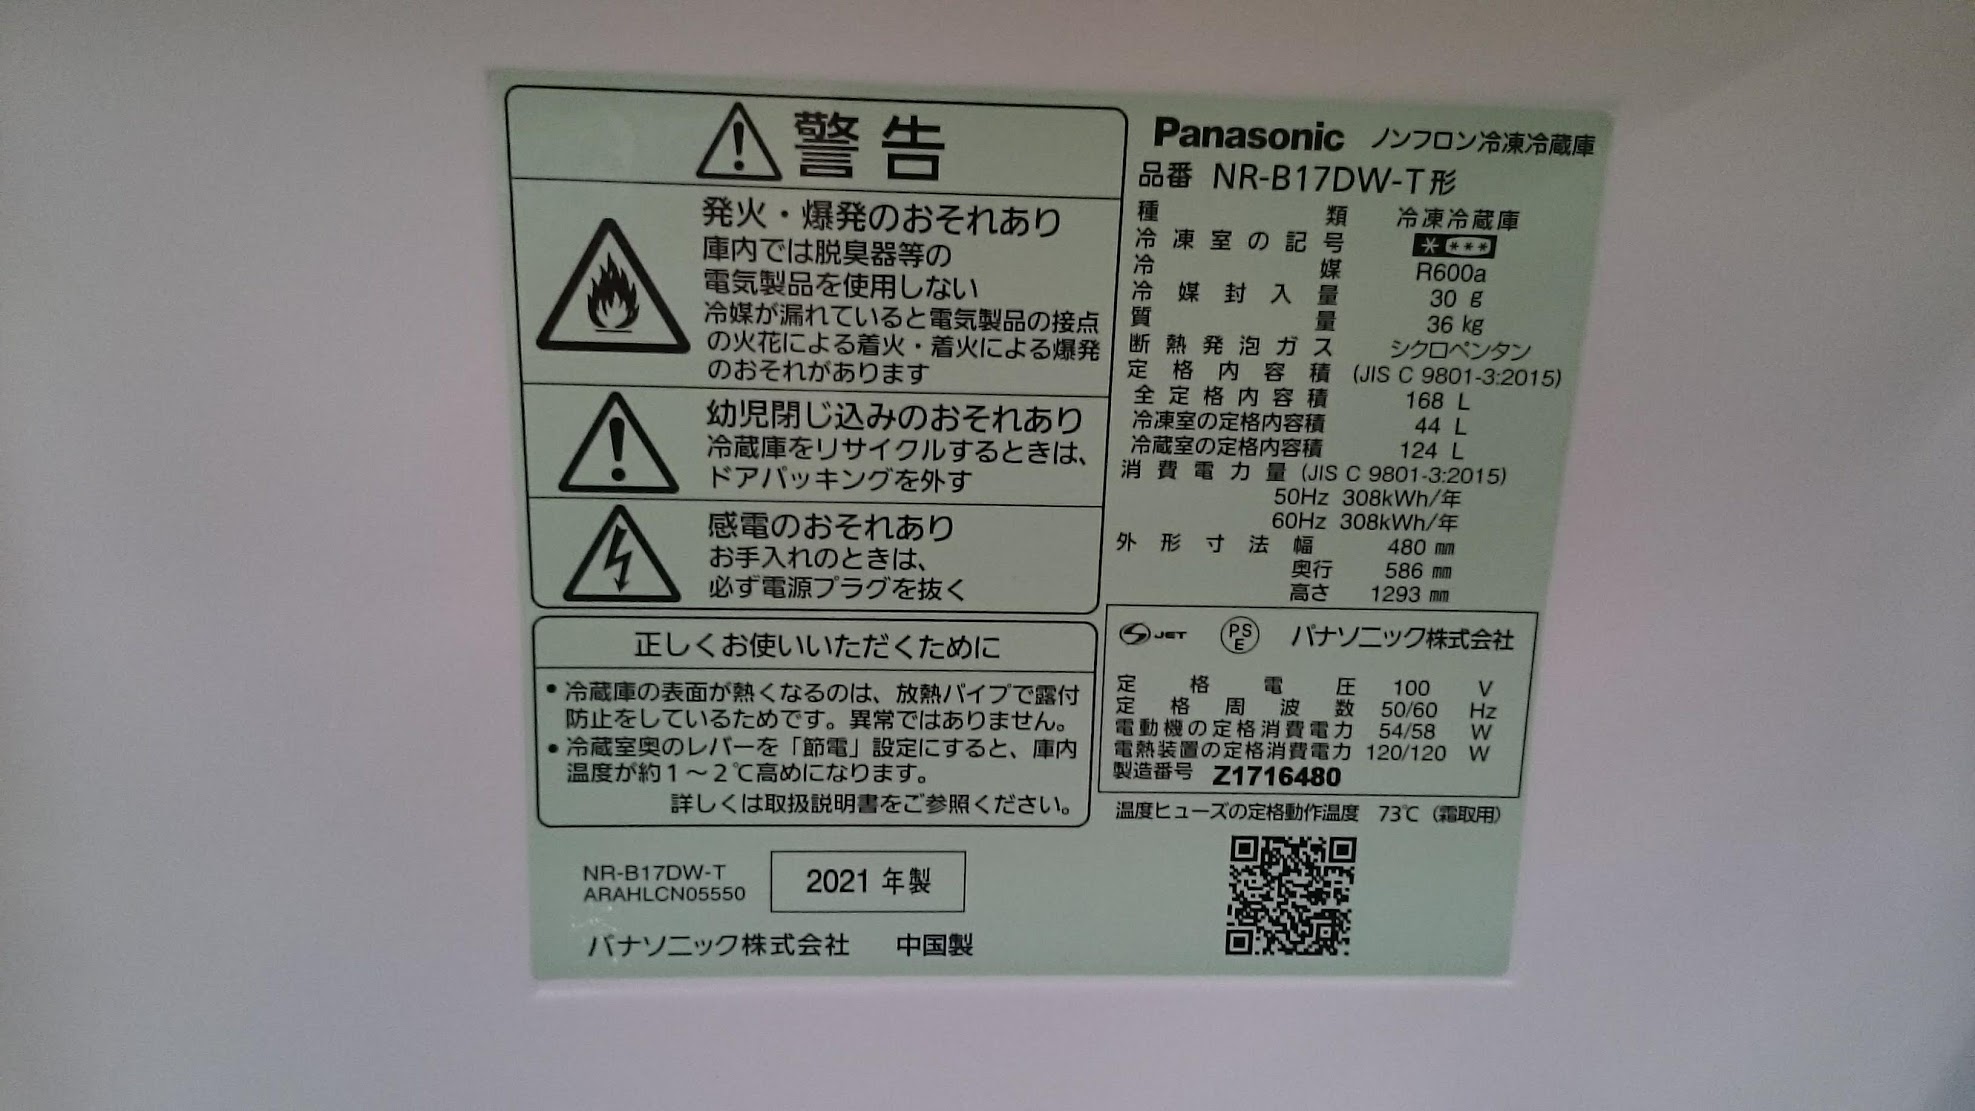 警告
発火・爆発のおそれあり
庫内では脱臭器等の
電気製品を使用しない
冷媒が漏れていると電気製品の接点
の火花による着火・着火による爆発
のおそれがあります
幼児閉じ込みのおそれあり
冷蔵庫をリサイクルするときは、
ドアパッキングを外す
感電のおそれあり
お手入れのときは、
必ず電源プラグを抜く
正しくお使いいただくために
• 冷蔵庫の表面が熱くなるのは、放熱パイプで露付
防止をしているためです。異常ではありません。
• 冷蔵室奥のレバーを「節電」設定にすると、庫内
温度が約1～2℃高めになります。
詳しくは取扱説明書をご参照ください。
NR-B17DW-T
ARAHLCN05550
2021 年製
パナソニック株式会社 中国製
Panasonic ノンフロン冷凍冷蔵庫
品番 NR-B17DW-T形
種類 冷凍冷蔵庫
冷凍室の記号 * ***
冷媒 R600a
冷媒封入量 30 g
質量 36 kg
断熱発泡ガス シクロペンタン
定格内容積 (JIS C 9801-3:2015)
全定格内容積 168 L
冷凍室の定格内容積 44 L
冷蔵室の定格内容積 124 L
消費電力量 (JIS C 9801-3:2015)
50Hz 308kWh/年
60Hz 308kWh/年
外形寸法 幅 480 ㎜
奥行 586 ㎜
高さ 1293 ㎜
JET PSE パナソニック株式会社
定格電圧 100 V
定格周波数 50/60 Hz
電動機の定格消費電力 54/58 W
電熱装置の定格消費電力 120/120 W
製造番号 Z1716480
温度ヒューズの定格動作温度 73℃ (霜取用)